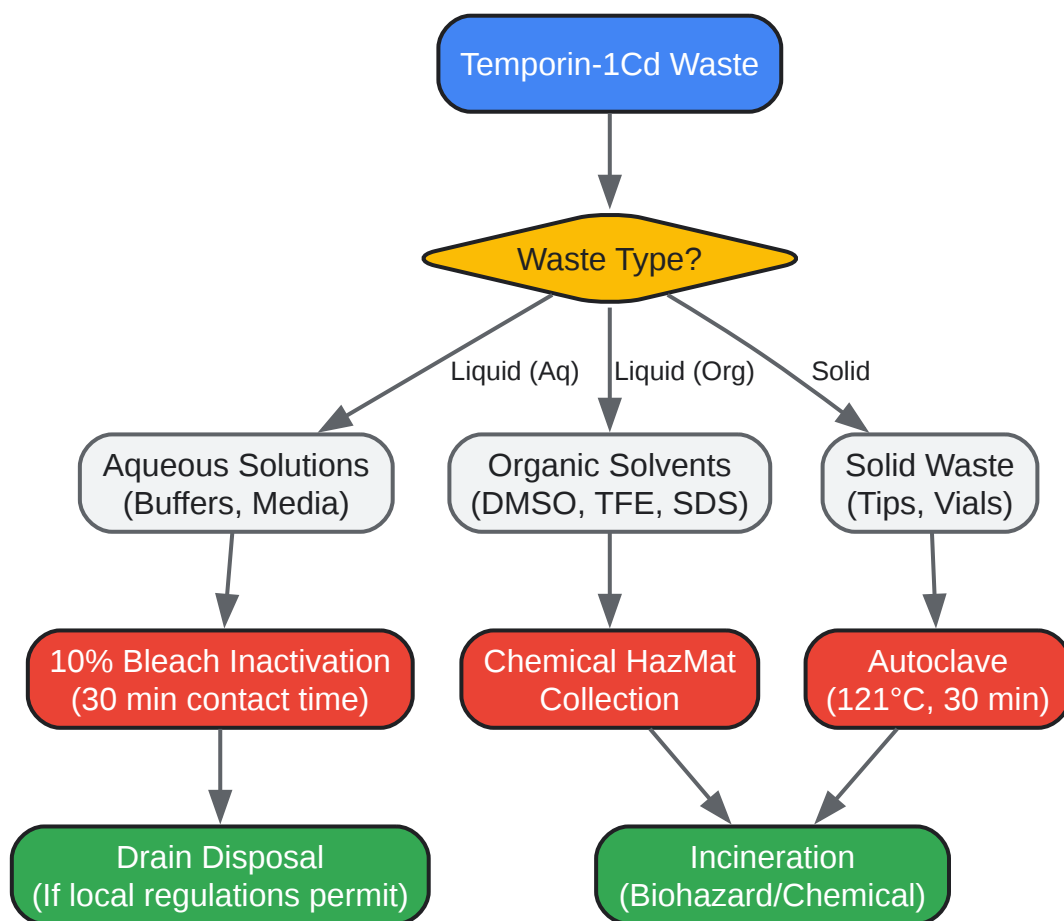 Temporin-1Cd Waste
Waste Type?
Liquid (Aq)
Liquid (Org)
Solid
Aqueous Solutions
(Buffers, Media)
Organic Solvents
(DMSO, TFE, SDS)
Solid Waste
(Tips, Vials)
10% Bleach Inactivation
(30 min contact time)
Chemical HazMat
Collection
Autoclave
(121°C, 30 min)
Drain Disposal
(If local regulations permit)
Incineration
(Biohazard/Chemical)